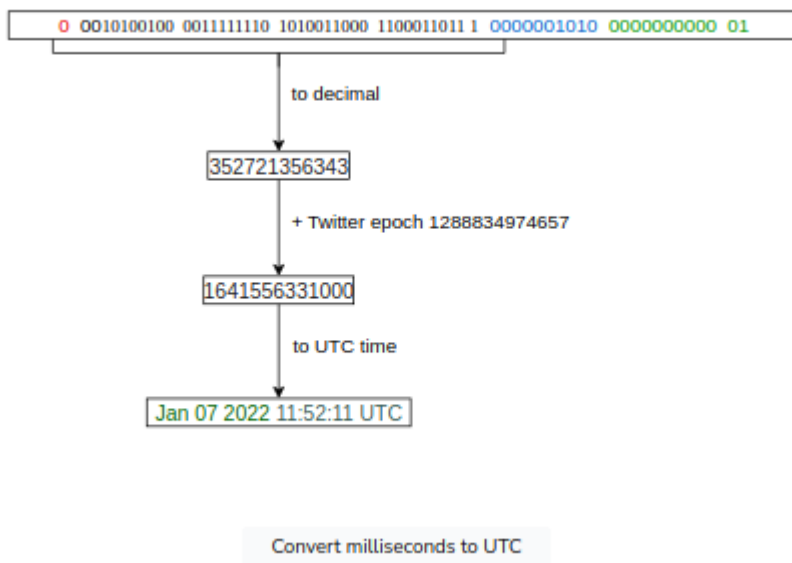 0 0010100100 0011111110 1010011000 1100011011 1 0000001010 0000000000 01
to decimal
352721356343
+ Twitter epoch 1288834974657
1641556331000
to UTC time
Jan 07 2022 11:52:11 UTC
Convert milliseconds to UTC